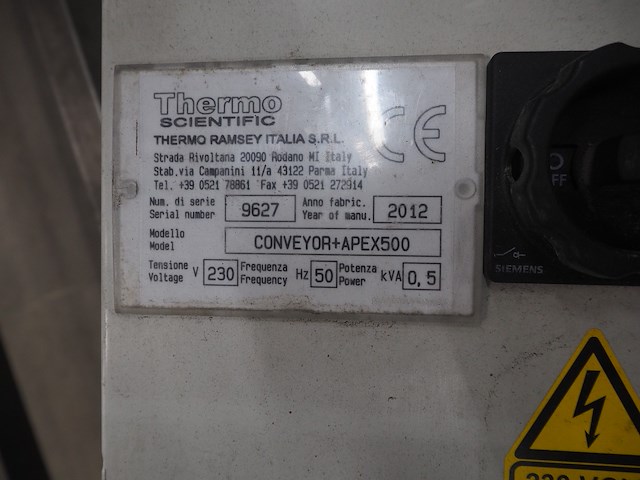 Thermo
SCIENTIFIC
CE
THERMO RAMSEY ITALIA S.R.L.
Strada Rivoltana 20090 Rodano MI Italy
Stab.via Campanini 11/a 43122 Parma Italy
Tel. +39 0521 78861 Fax +39 0521 272914
Num. di serie
Serial number
9627
Anno fabric.
Year of manu.
2012
Modello
Model
CONVEYOR+APEX500
Tensione
Voltage
V 230
Frequenza
Frequency
Hz 50
Potenza
Power
kVA 0,5
O
OFF
SIEMENS